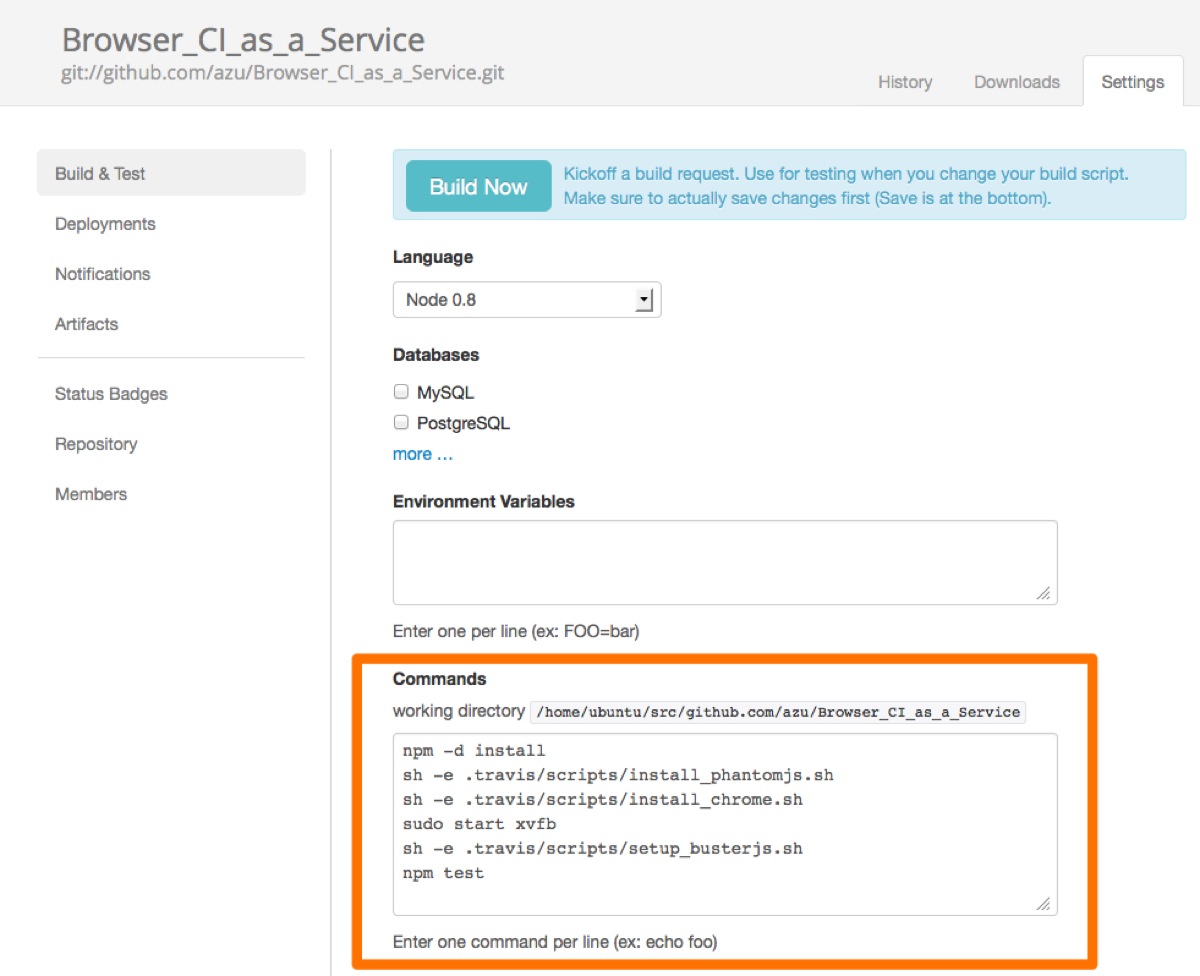 Browser_CI_as_a_Service
git://github.com/azu/Browser_CI_as_a_Service.git
History
Downloads
Settings
Build & Test
Deployments
Notifications
Artifacts
Status Badges
Repository
Members
Build Now
Kickoff a build request. Use for testing when you change your build script.
Make sure to actually save changes first (Save is at the bottom).
Language
Node 0.8
Databases
MySQL
PostgreSQL
more …
Environment Variables
Enter one per line (ex: FOO=bar)
Commands
working directory /home/ubuntu/src/github.com/azu/Browser_CI_as_a_Service
npm -d install
sh -e .travis/scripts/install_phantomjs.sh
sh -e .travis/scripts/install_chrome.sh
sudo start xvfb
sh -e .travis/scripts/setup_busterjs.sh
npm test
Enter one command per line (ex: echo foo)